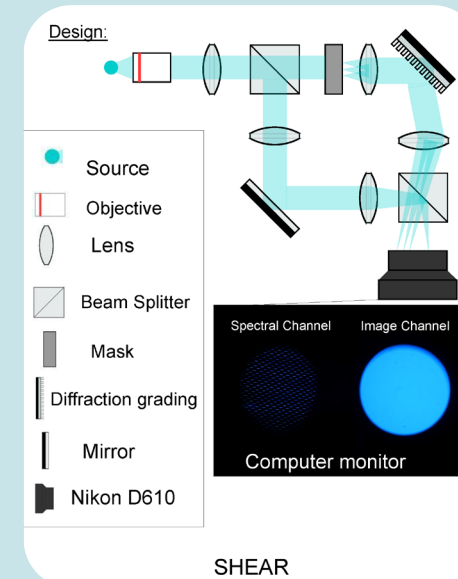 Design:
Source
Objective
Lens
Beam Splitter
Mask
Diffraction grading
Mirror
Nikon D610
Spectral Channel
Image Channel
Computer monitor
SHEAR